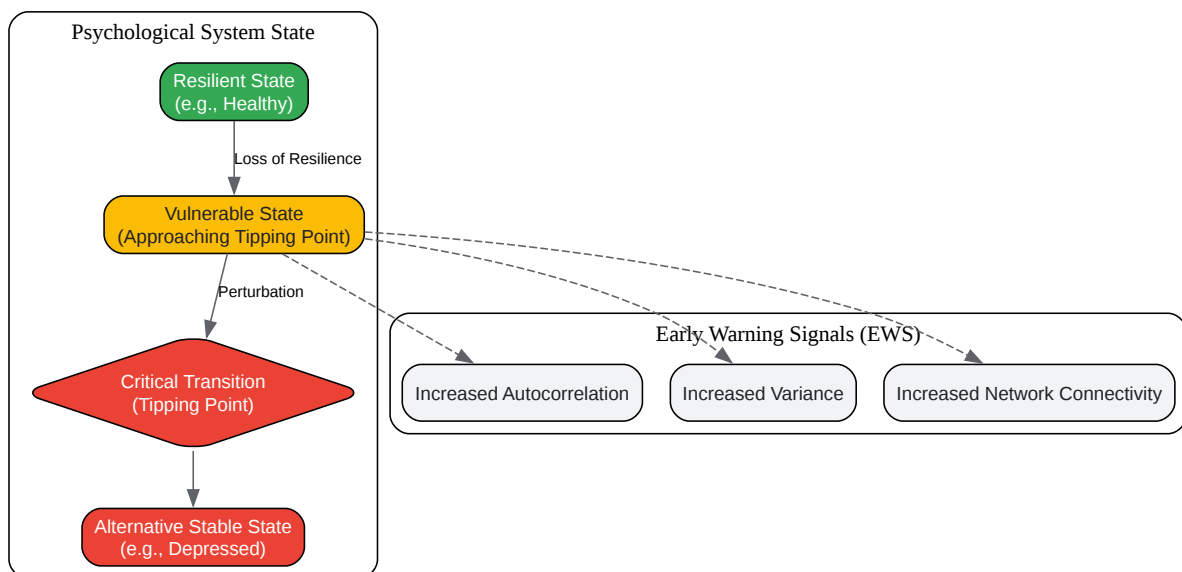 Psychological System State
Resilient State
(e.g., Healthy)
Loss of Resilience
Vulnerable State
(Approaching Tipping Point)
Perturbation
Critical Transition
(Tipping Point)
Alternative Stable State
(e.g., Depressed)
Early Warning Signals (EWS)
Increased Autocorrelation
Increased Variance
Increased Network Connectivity